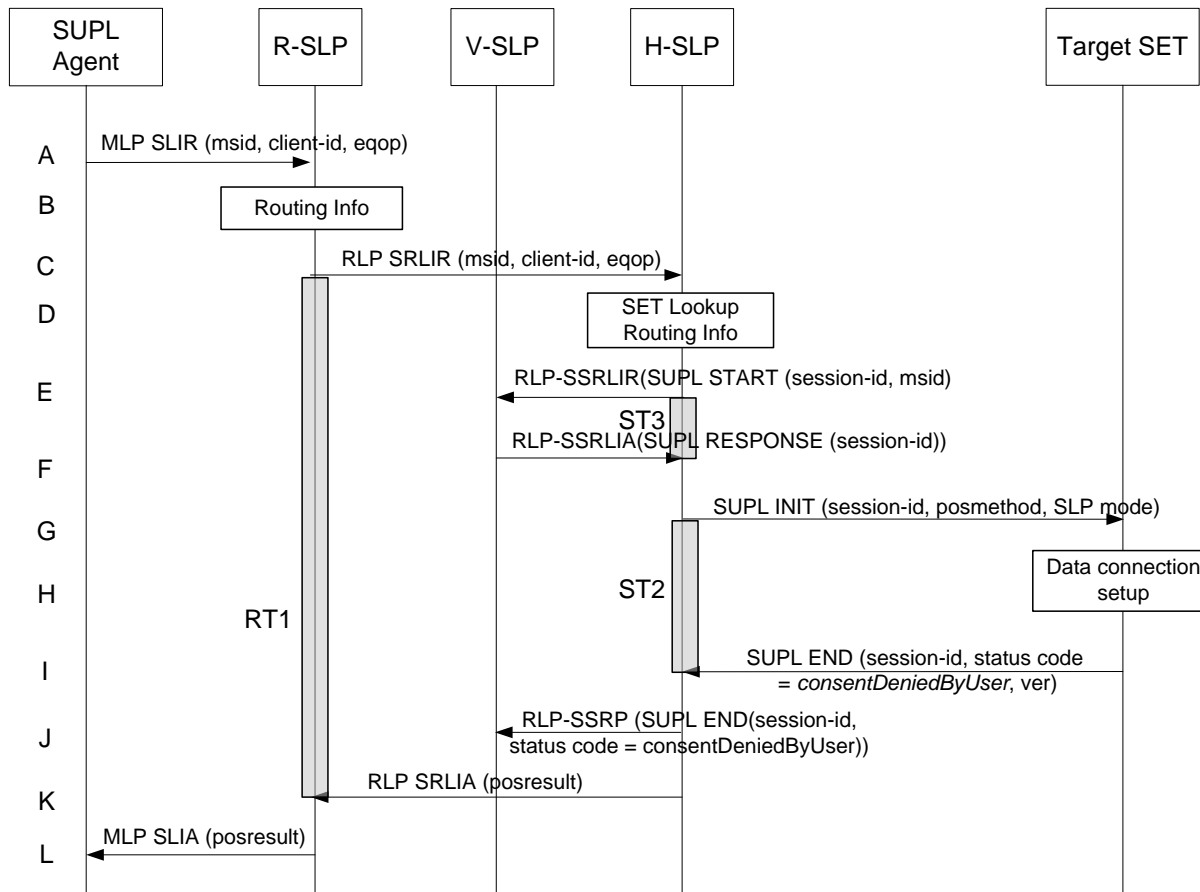 SUPL
Agent
R-SLP
V-SLP
H-SLP
Target SET
A
MLP SLIR (msid, client-id, eqop)
B
Routing Info
C
RLP SRLIR (msid, client-id, eqop)
D
SET Lookup
Routing Info
E
RLP-SSRLIR(SUPL START (session-id, msid)
ST3
RLP-SSRLIA(SUPL RESPONSE (session-id))
F
SUPL INIT (session-id, posmethod, SLP mode)
G
Data connection
setup
H
ST2
RT1
I
SUPL END (session-id, status code
= consentDeniedByUser, ver)
J
RLP-SSRP (SUPL END(session-id,
status code = consentDeniedByUser))
RLP SRLIA (posresult)
K
MLP SLIA (posresult)
L